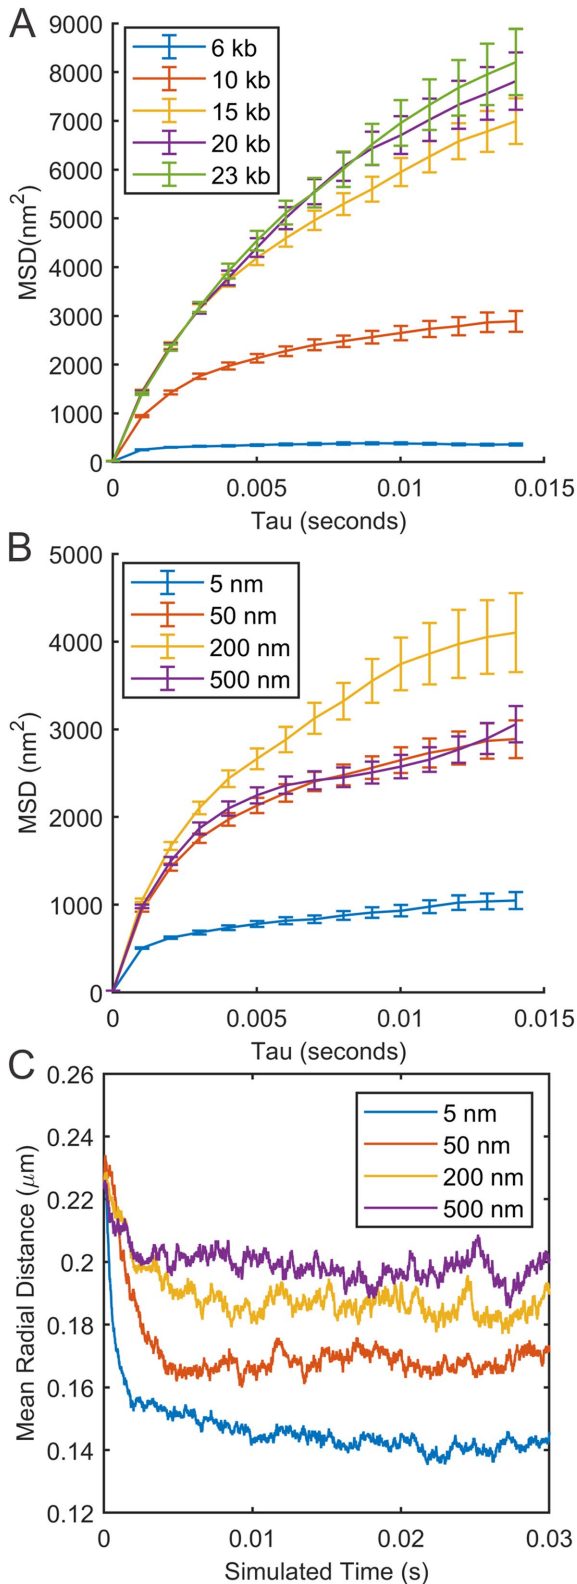 A
9000
8000
7000
6000
5000
4000
3000
2000
1000
0
MSD(nm²)
6 kb
10 kb
15 kb
20 kb
23 kb
0 0.005 0.01 0.015
Tau (seconds)
B
5000
4000
3000
2000
1000
0
MSD (nm²)
5 nm
50 nm
200 nm
500 nm
0 0.005 0.01 0.015
Tau (seconds)
C
0.26
0.24
0.22
0.2
0.18
0.16
0.14
0.12
Mean Radial Distance (μm)
5 nm
50 nm
200 nm
500 nm
0 0.01 0.02 0.03
Simulated Time (s)